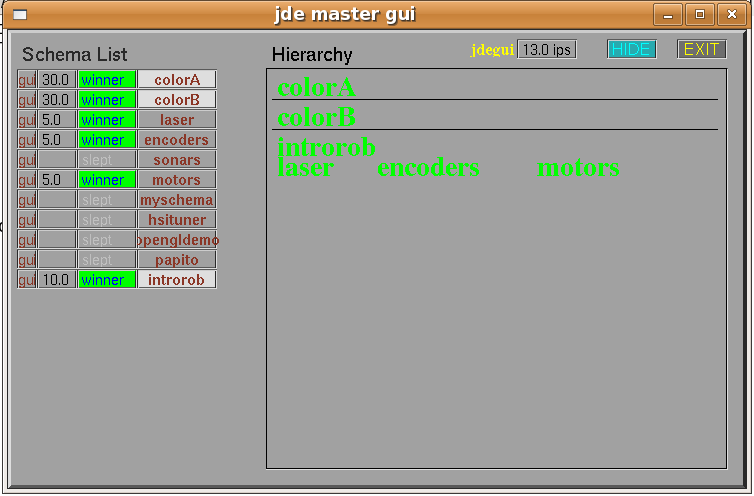 jde master gui
Schema List
Hierarchy
jdegui 13.0 ips HIDE EXIT
gui 30.0 winner colorA
gui 30.0 winner colorB
gui 5.0 winner laser
gui 5.0 winner encoders
gui slept sonars
gui 5.0 winner motors
gui slept myschema
gui slept hsituner
gui slept opengldemo
gui slept papito
gui 10.0 winner introrob
colorA
colorB
introrob
laser encoders motors